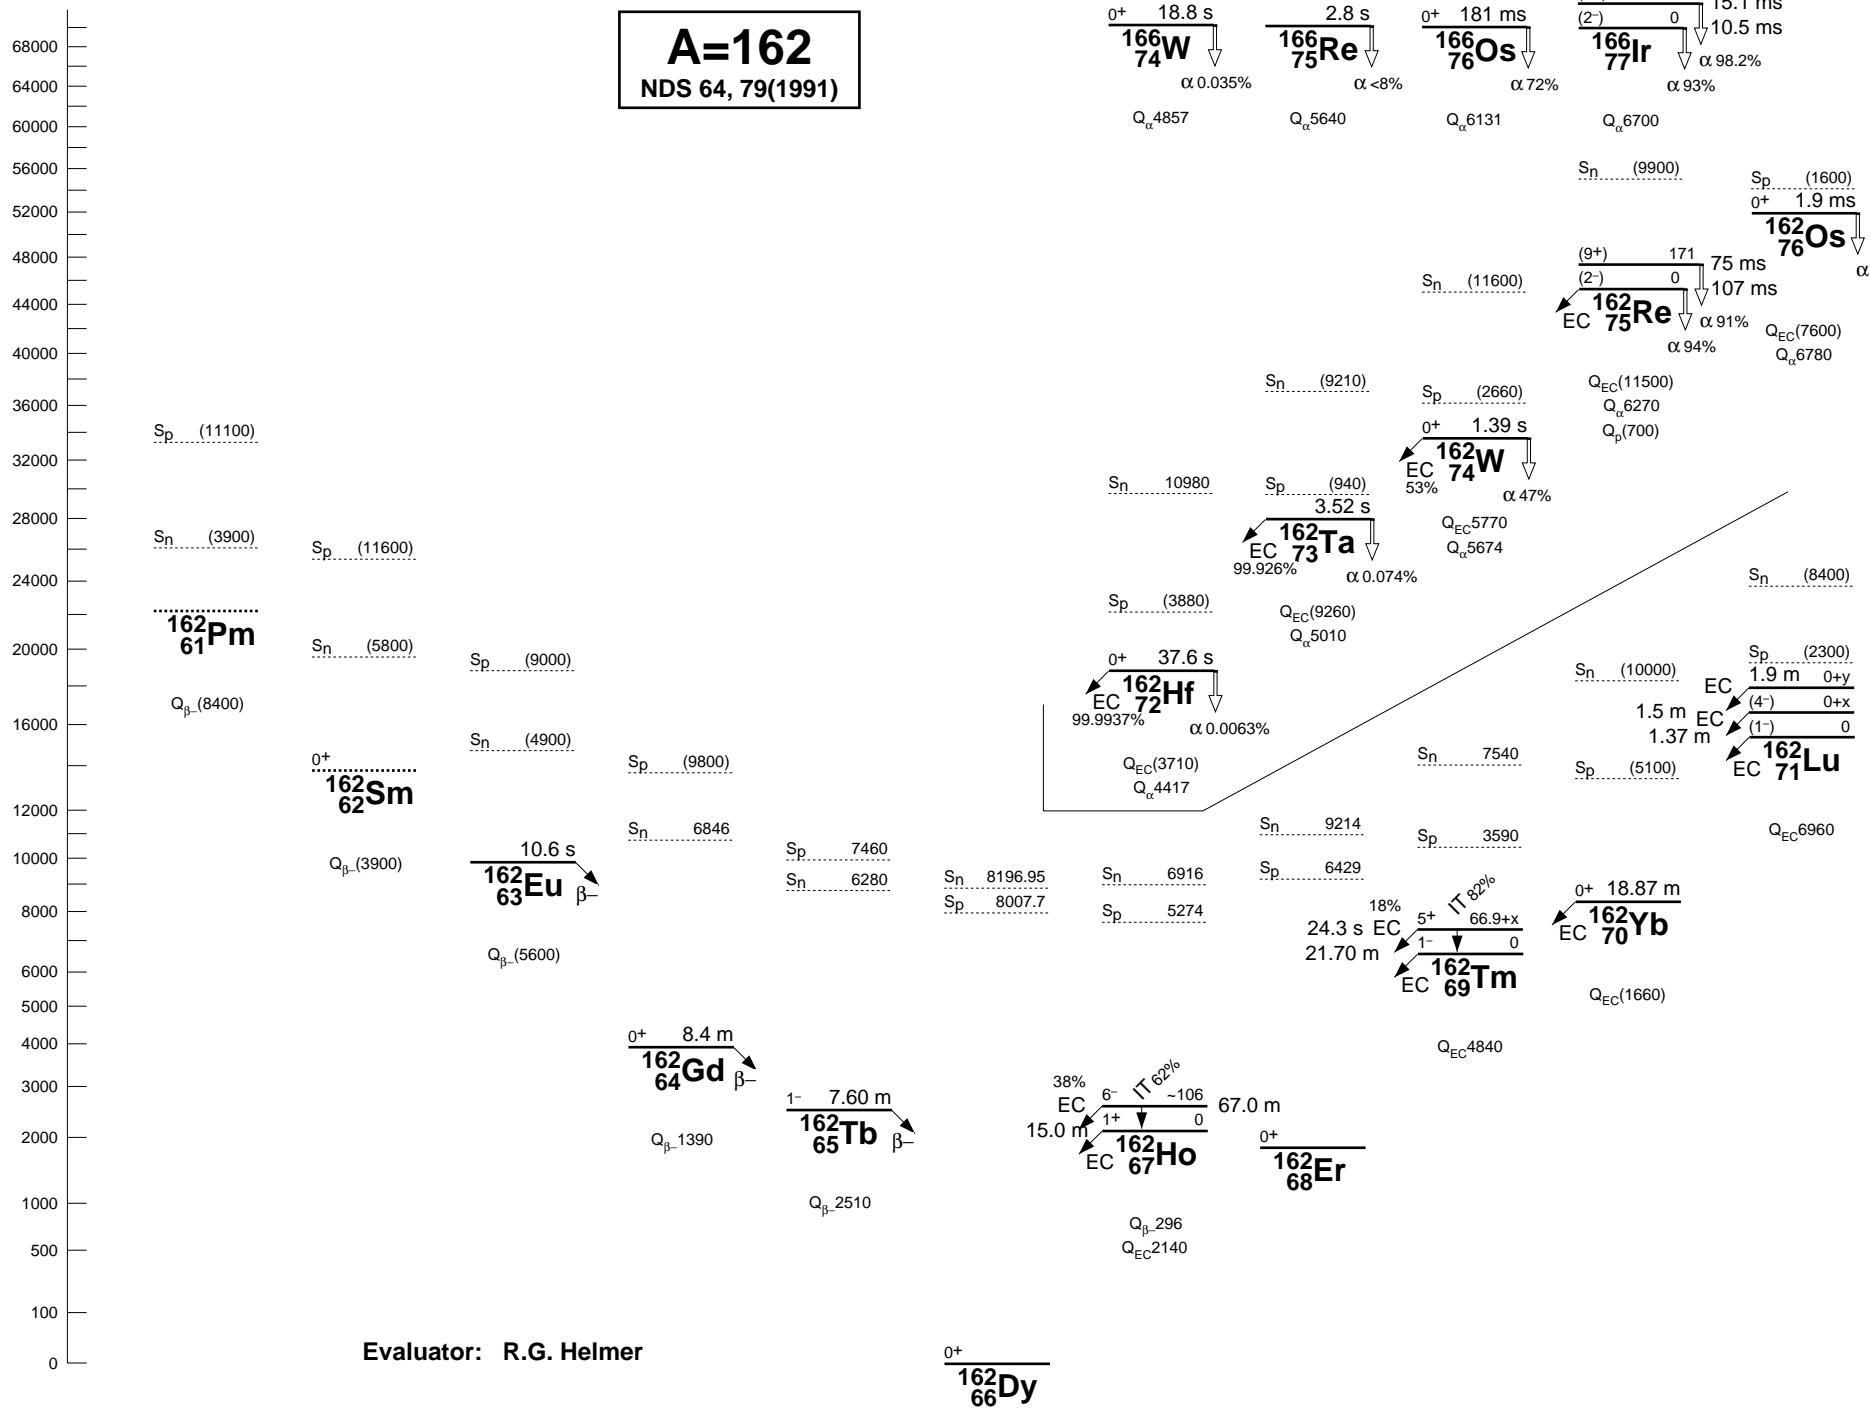 A=162
NDS 64, 79(1991)
68000
64000
60000
56000
52000
48000
44000
40000
36000
32000
28000
24000
20000
16000
12000
10000
8000
6000
5000
4000
3000
2000
1000
500
100
0
0+ 18.8 s
166 74 W
α 0.035%
Qα4857
2.8 s
166 75 Re
α <8%
Qα5640
0+ 181 ms
166 76 Os
α 72%
Qα6131
15.1 ms
(2−) 0 10.5 ms
166 77 Ir
α 98.2%
α 93%
Qα6700
Sn (9900)
(9+) 171 75 ms
(2−) 0 107 ms
EC 162 75 Re
α 91%
α 94%
QEC(11500)
Qα6270
Qp(700)
Sp (1600)
0+ 1.9 ms
162 76 Os
α
QEC(7600)
Qα6780
Sn (11600)
Sp (2660)
0+ 1.39 s
EC 162 74 W
53%
α 47%
QEC5770
Qα5674
Sn (9210)
Sp (940)
3.52 s
EC 162 73 Ta
99.926%
α 0.074%
QEC(9260)
Qα5010
Sn 10980
Sp (3880)
0+ 37.6 s
EC 162 72 Hf
99.9937%
α 0.0063%
QEC(3710)
Qα4417
Sp (11100)
Sn (3900)
162 61 Pm
Qβ−(8400)
Sp (11600)
Sn (5800)
0+
162 62 Sm
Qβ−(3900)
Sp (9000)
Sn (4900)
10.6 s
162 63 Eu β−
Qβ−(5600)
Sp (9800)
Sn 6846
0+ 8.4 m
162 64 Gd β−
Qβ−1390
Sp 7460
Sn 6280
1− 7.60 m
162 65 Tb β−
Qβ−2510
Sn 8196.95
Sp 8007.7
0+
162 66 Dy
Sn 6916
Sp 5274
38%
IT 62%
EC 6− ~106 67.0 m
15.0 m 1+ 0
EC 162 67 Ho
Qβ−296
QEC2140
Sn 9214
Sp 6429
0+
162 68 Er
Sn 7540
Sp 3590
18%
IT 82%
24.3 s EC 5+ 66.9+x
21.70 m 1− 0
EC 162 69 Tm
QEC4840
Sn (10000)
Sp (5100)
0+ 18.87 m
EC 162 70 Yb
QEC(1660)
Sn (8400)
Sp (2300)
EC 1.9 m 0+y
1.5 m EC (4−) 0+x
1.37 m (1−) 0
EC 162 71 Lu
QEC6960
Evaluator: R.G. Helmer